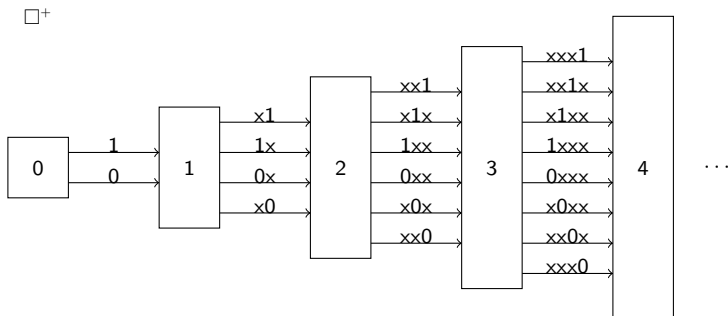 □⁺
xxx1
xx1 xx1x
x1 x1x x1xx
1 1x 1xx 1xxx
0 1 2 3 4 ...
0 0x 0xx 0xxx
x0 x0x x0xx
xx0 xx0x
xxx0